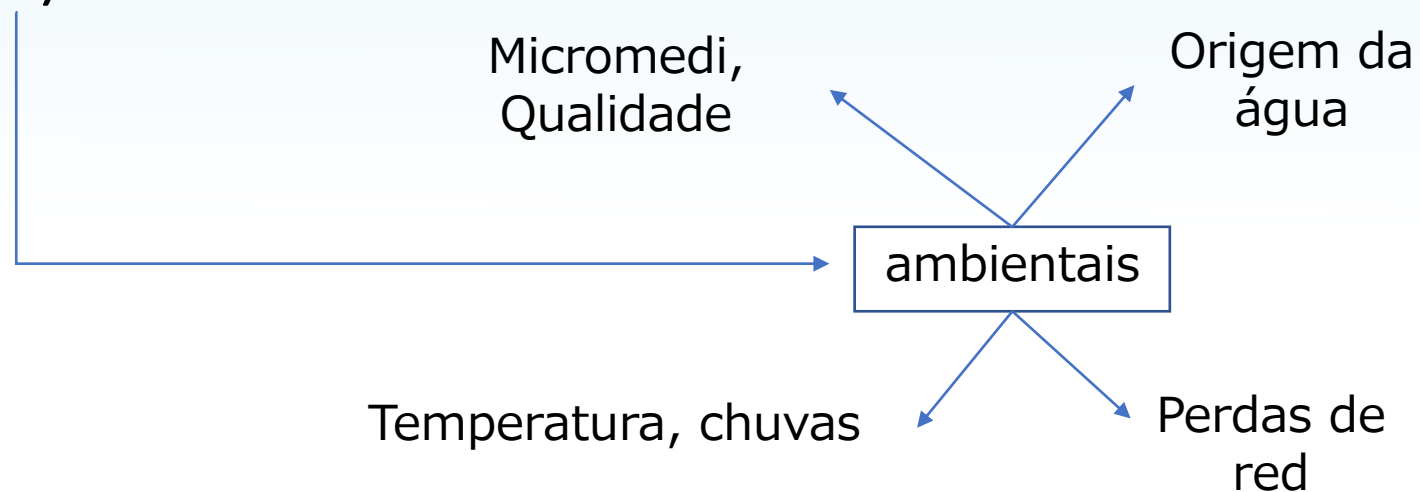 Micromedi,
Qualidade
Origem da
água
ambientais
Temperatura, chuvas
Perdas de
red